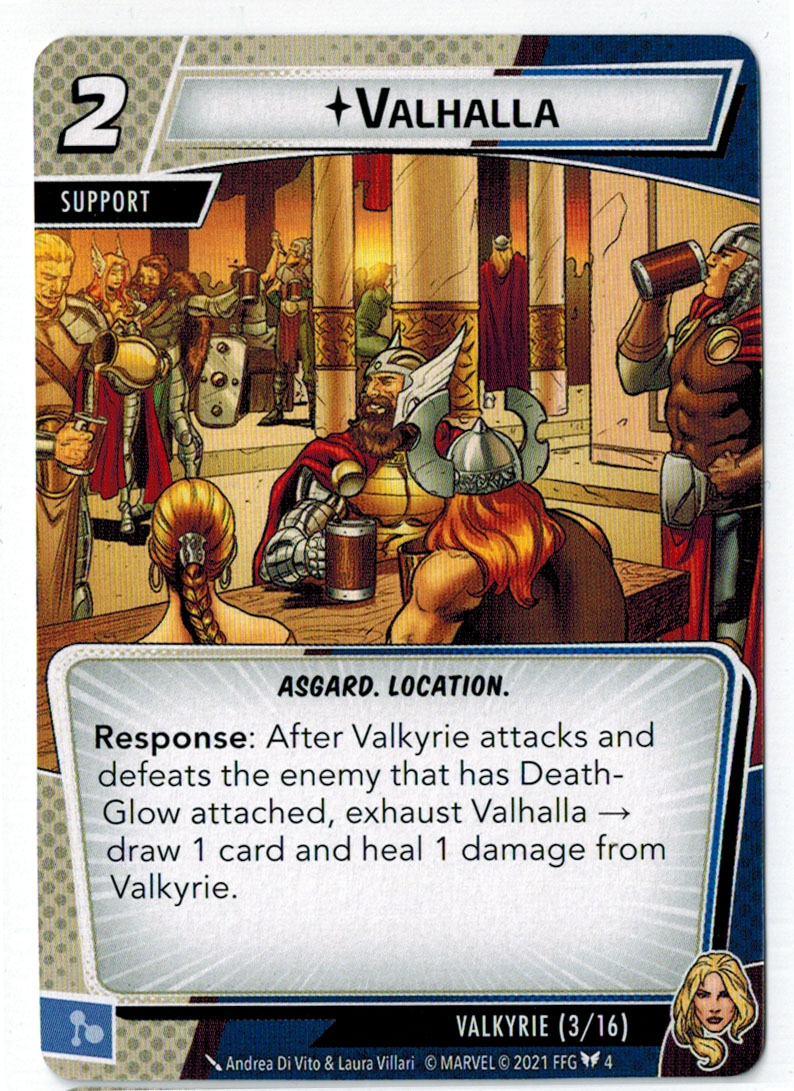 2
VALHALLA
SUPPORT
ASGARD. LOCATION.
Response: After Valkyrie attacks and
defeats the enemy that has Death-
Glow attached, exhaust Valhalla →
draw 1 card and heal 1 damage from
Valkyrie.
VALKYRIE (3/16)
Andrea Di Vito & Laura Villari © MARVEL © 2021 FFG 4